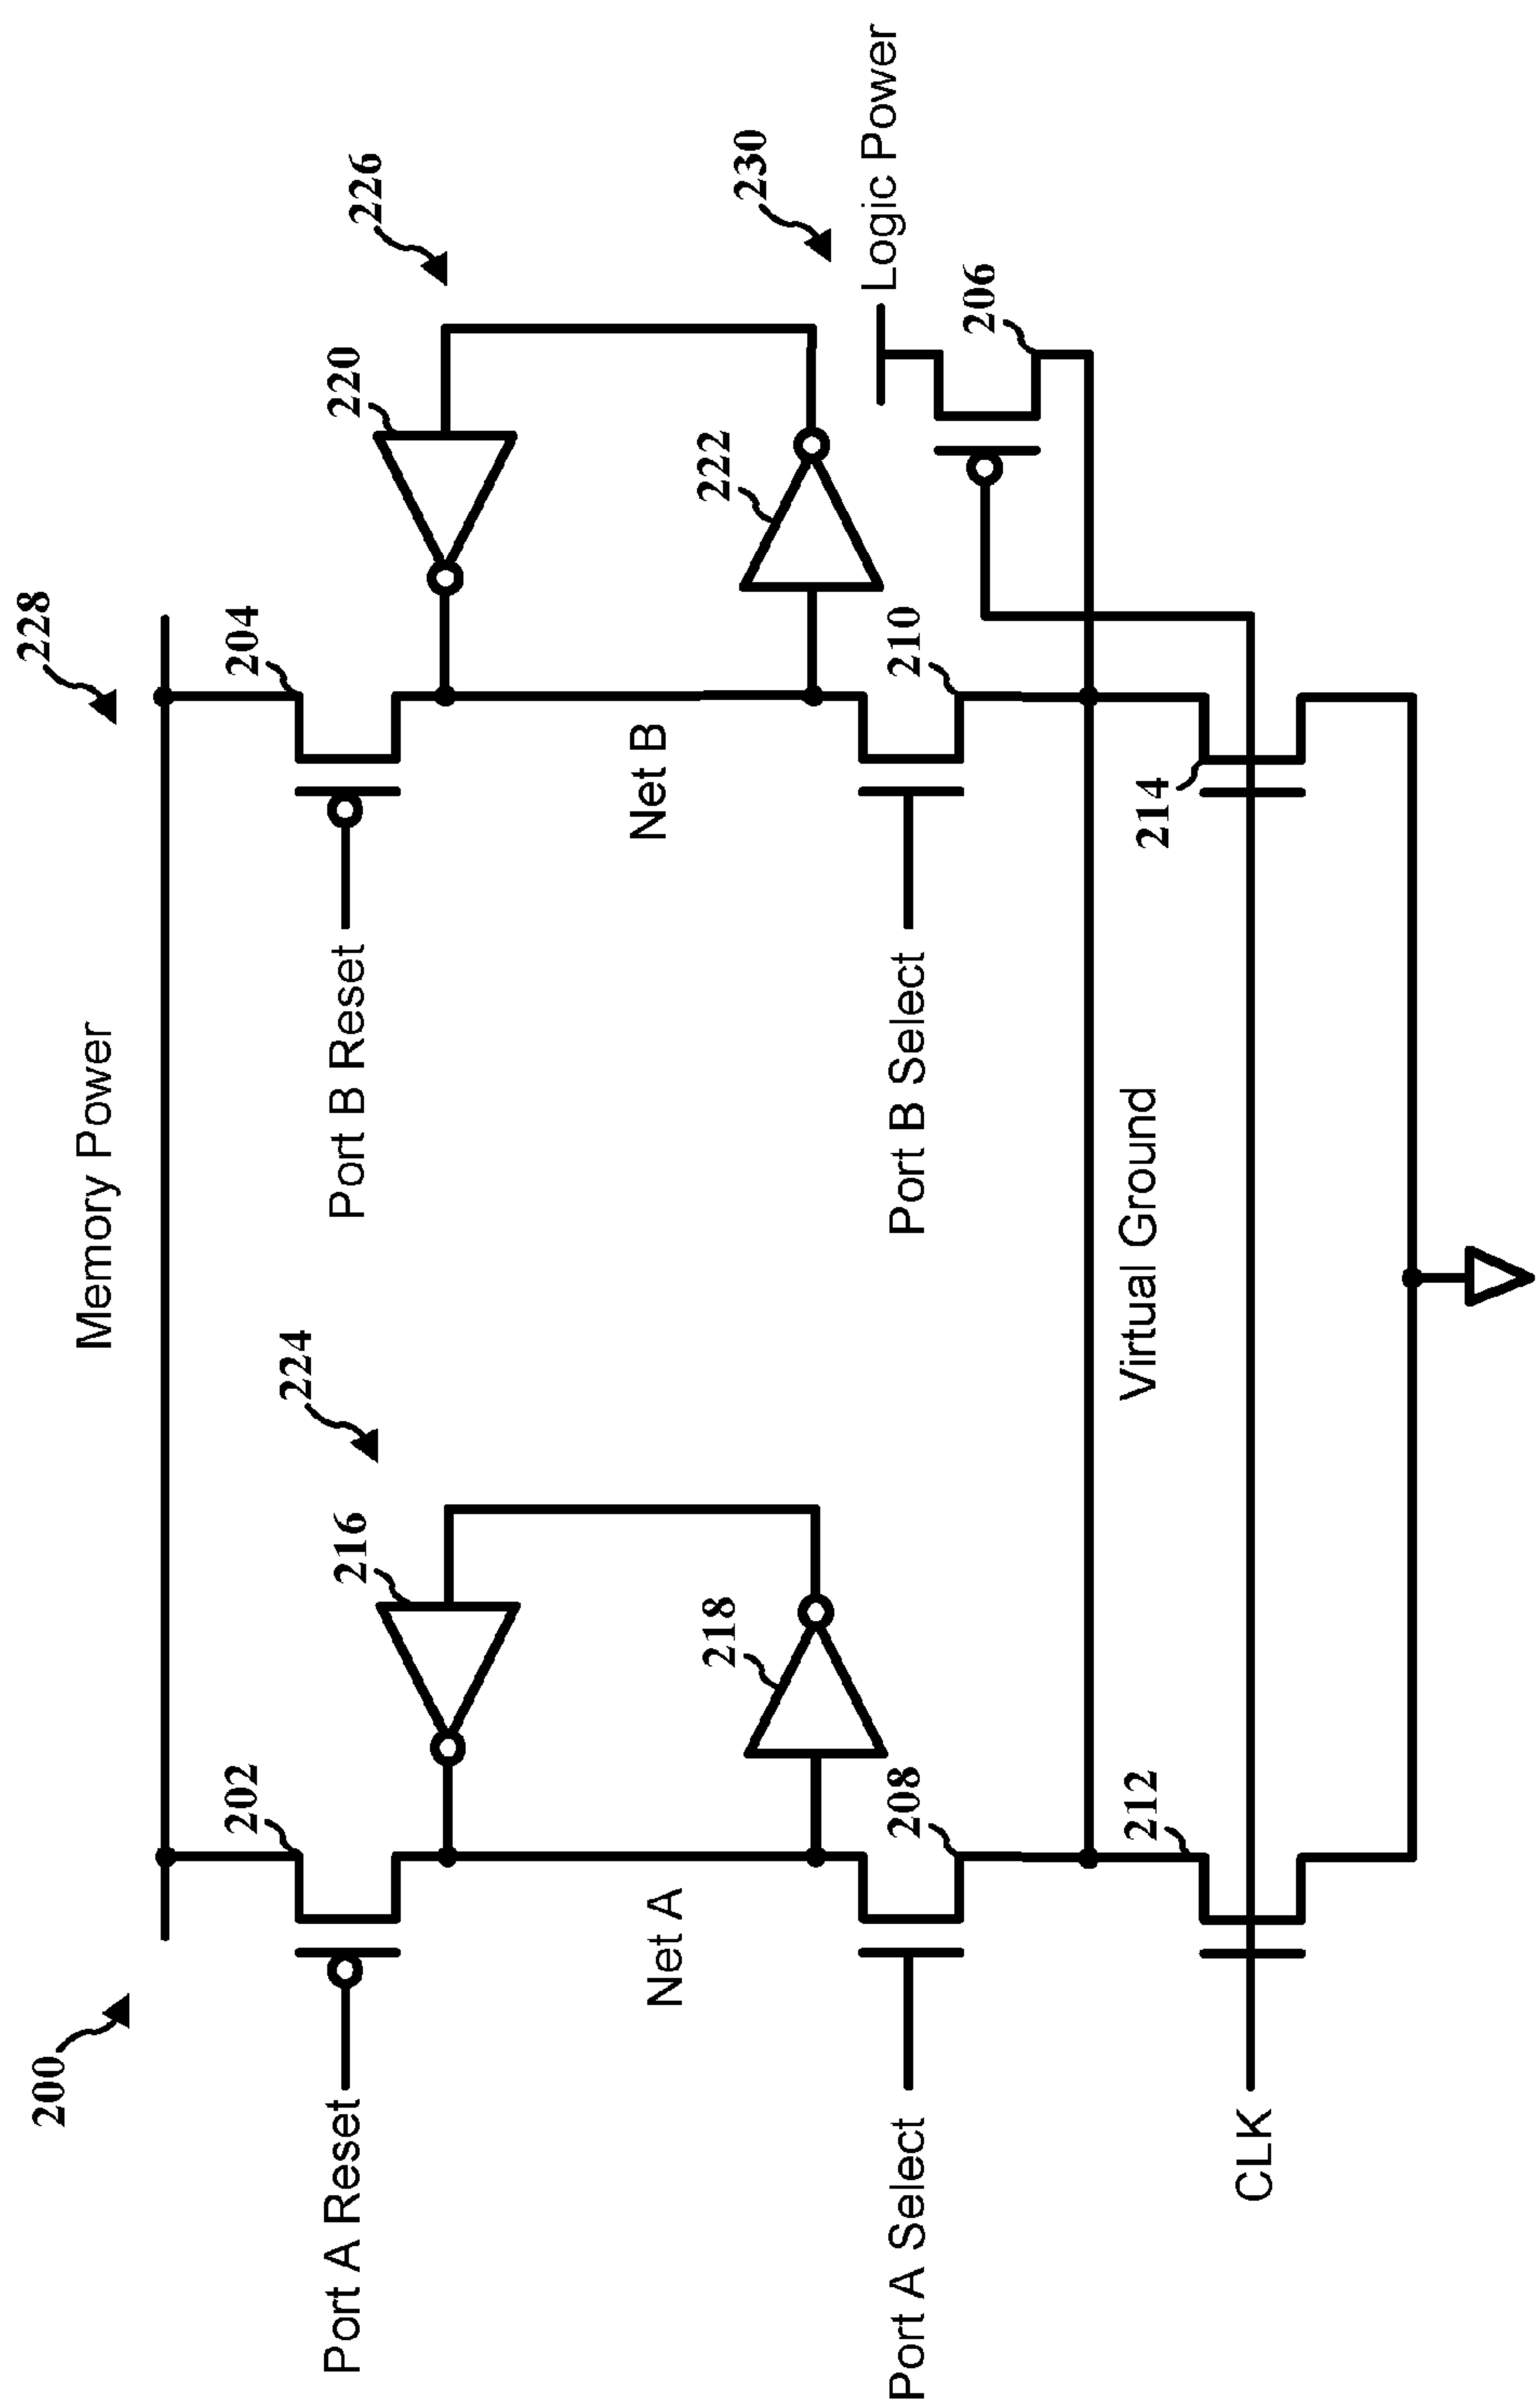 200
228
Memory Power
202
204
Port A Reset
Port B Reset
216
220
224
226
Net A
Net B
218
222
230
Logic Power
208
210
206
Port A Select
Port B Select
Virtual Ground
212
214
CLK